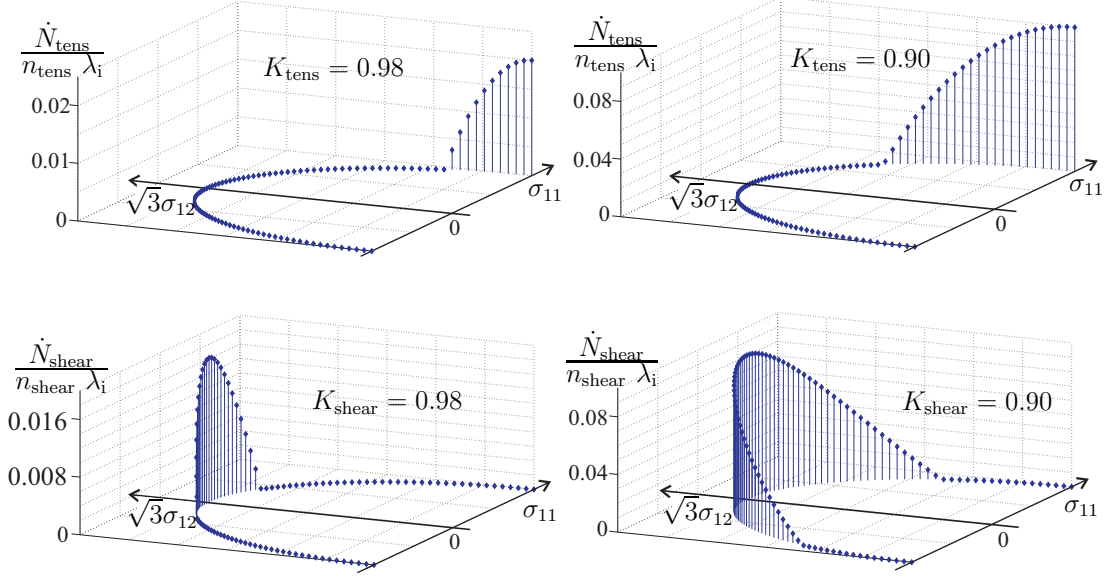 Ṅ_tens / n_tens λ_i
K_tens = 0.98
0.02
0.01
0
√3σ_12
0
σ_11
Ṅ_tens / n_tens λ_i
K_tens = 0.90
0.08
0.04
0
√3σ_12
0
σ_11
Ṅ_shear / n_shear λ_i
K_shear = 0.98
0.016
0.008
0
√3σ_12
0
σ_11
Ṅ_shear / n_shear λ_i
K_shear = 0.90
0.08
0.04
0
√3σ_12
0
σ_11